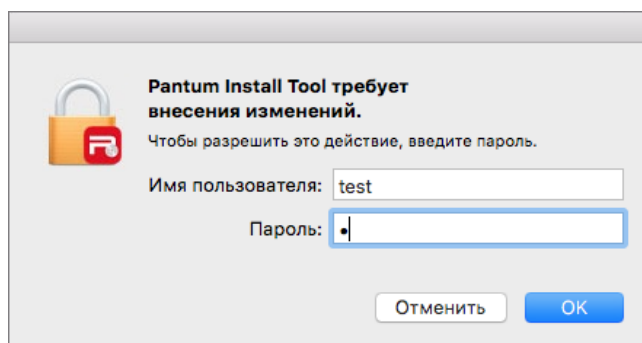 Pantum Install Tool требует
внесения изменений.
Чтобы разрешить это действие, введите пароль.
Имя пользователя: test
Пароль: •
Отменить OK